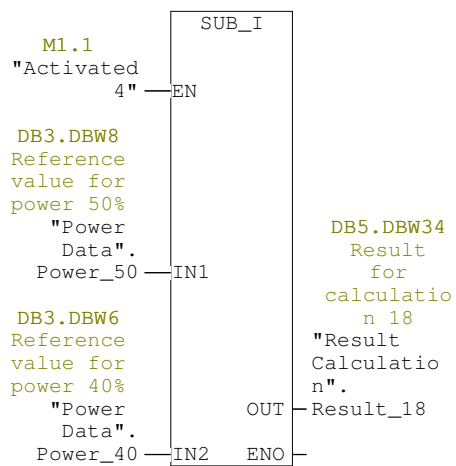 SUB_I
M1.1
"Activated
4"
EN
DB3.DBW8
Reference
value for
power 50%
"Power
Data".
Power_50
IN1
DB3.DBW6
Reference
value for
power 40%
"Power
Data".
Power_40
IN2
DB5.DBW34
Result
for
calculatio
n 18
"Result
Calculatio
n".
Result_18
OUT
ENO